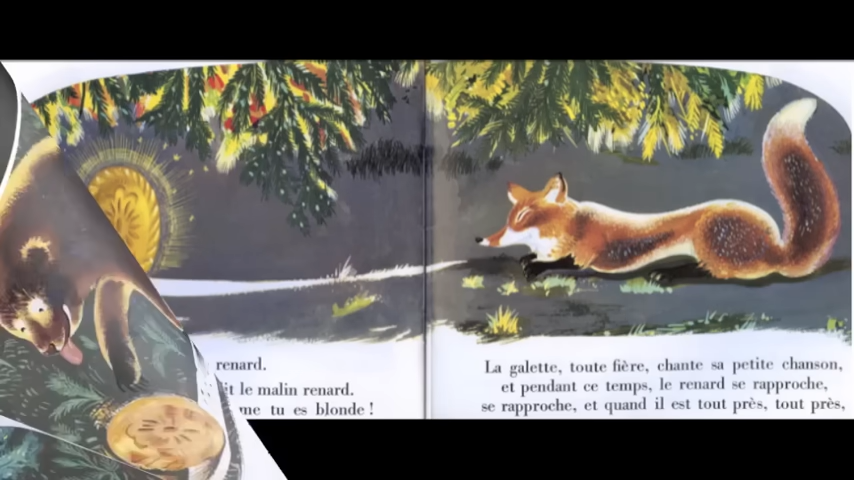 renard.
it le malin renard.
me tu es blonde !
La galette, toute fière, chante sa petite chanson,
et pendant ce temps, le renard se rapproche,
se rapproche, et quand il est tout près, tout près,